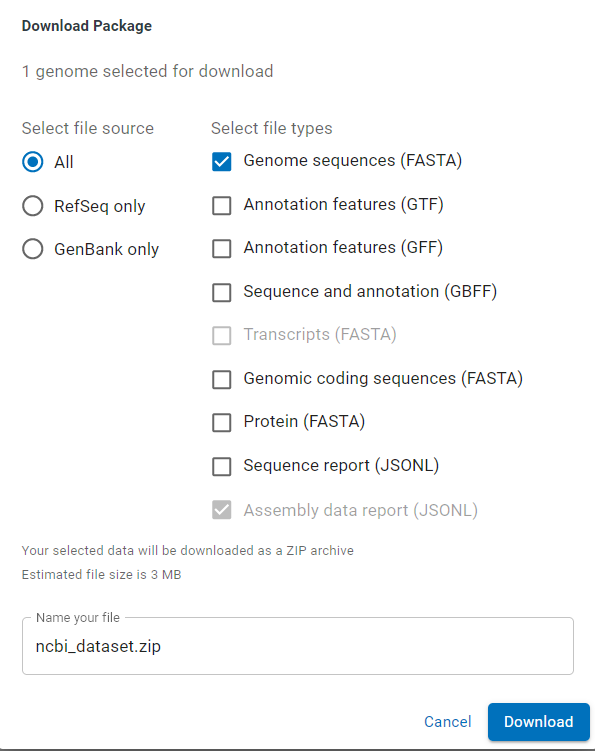 Download Package
1 genome selected for download
Select file source
All
RefSeq only
GenBank only
Select file types
Genome sequences (FASTA)
Annotation features (GTF)
Annotation features (GFF)
Sequence and annotation (GBFF)
Transcripts (FASTA)
Genomic coding sequences (FASTA)
Protein (FASTA)
Sequence report (JSONL)
Assembly data report (JSONL)
Your selected data will be downloaded as a ZIP archive
Estimated file size is 3 MB
Name your file
ncbi_dataset.zip
Cancel
Download